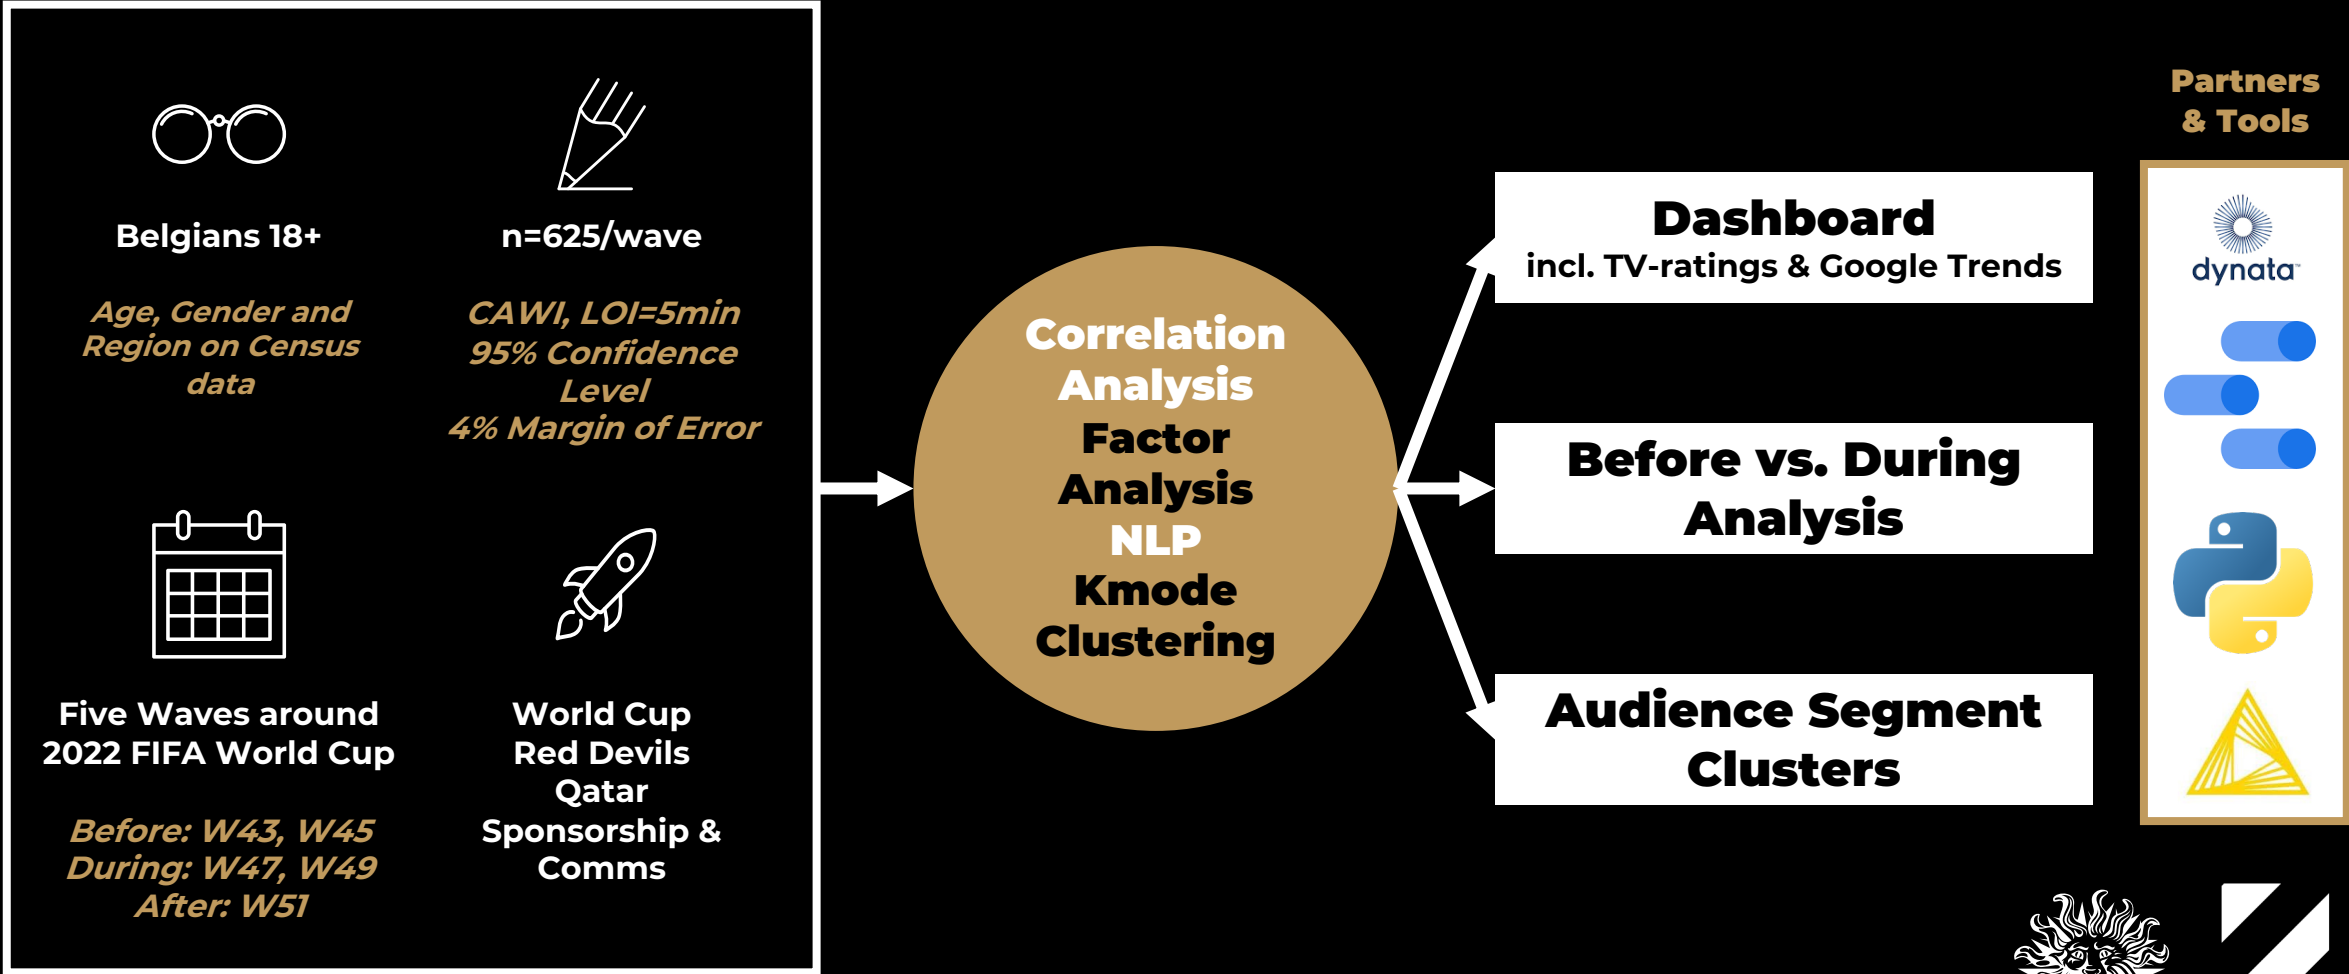 Belgians 18+
Age, Gender and
Region on Census
data
n=625/wave
CAWI, LOI=5min
95% Confidence
Level
4% Margin of Error
Five Waves around
2022 FIFA World Cup
Before: W43, W45
During: W47, W49
After: W51
World Cup
Red Devils
Qatar
Sponsorship &
Comms
Correlation
Analysis
Factor
Analysis
NLP
Kmode
Clustering
Dashboard
incl. TV-ratings & Google Trends
Before vs. During
Analysis
Audience Segment
Clusters
Partners
& Tools
dynata™